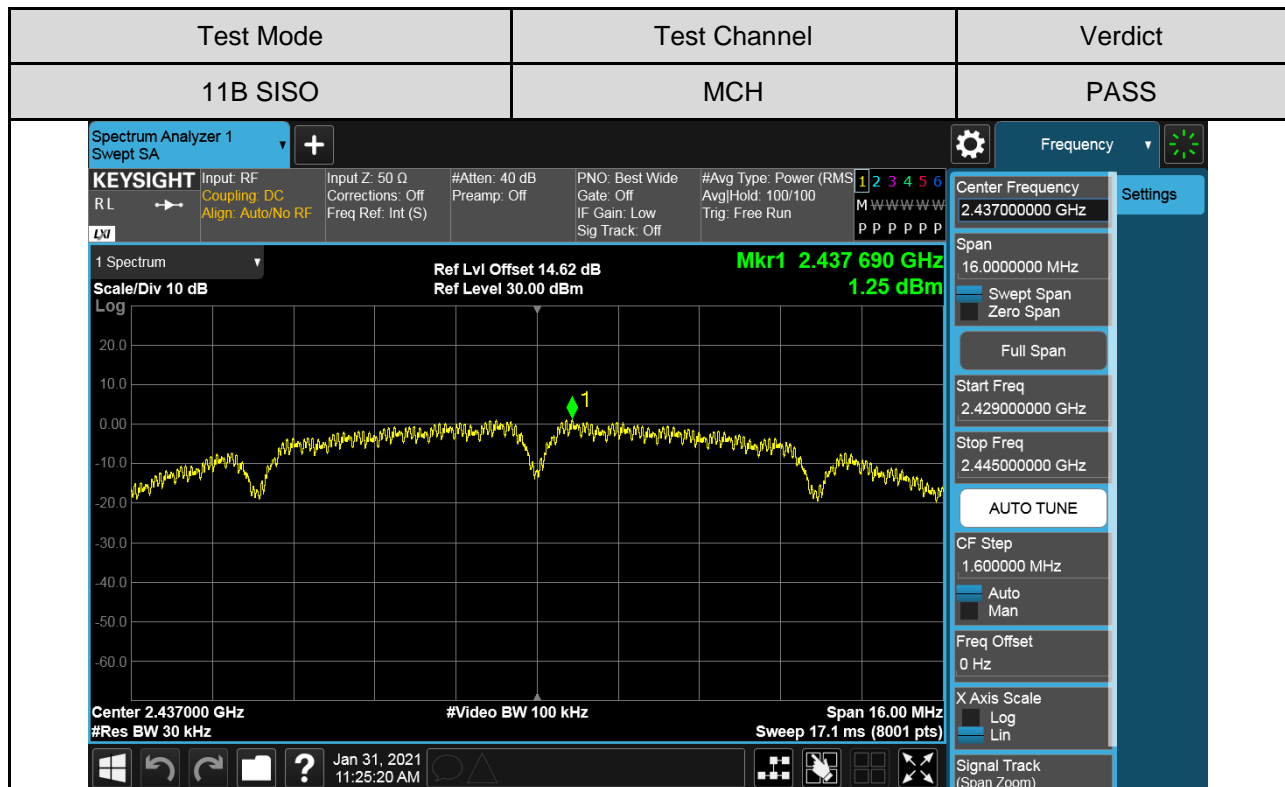 Test Mode Test Channel Verdict
11B SISO MCH PASS
Spectrum Analyzer 1
Swept SA
+
Frequency
KEYSIGHT
RL
LXI
Input: RF
Coupling: DC
Align: Auto/No RF
Input Z: 50 Ω
Corrections: Off
Freq Ref: Int (S)
#Atten: 40 dB
Preamp: Off
PNO: Best Wide
Gate: Off
IF Gain: Low
Sig Track: Off
#Avg Type: Power (RMS
Avg|Hold: 100/100
Trig: Free Run
1 2 3 4 5 6
M W W W W W
P P P P P P
1 Spectrum
Scale/Div 10 dB
Ref Lvl Offset 14.62 dB
Ref Level 30.00 dBm
Mkr1 2.437 690 GHz
1.25 dBm
Log
20.0
10.0
0.00
-10.0
-20.0
-30.0
-40.0
-50.0
-60.0
1
Center 2.437000 GHz
#Res BW 30 kHz
#Video BW 100 kHz
Span 16.00 MHz
Sweep 17.1 ms (8001 pts)
?
Jan 31, 2021
11:25:20 AM
Center Frequency
2.437000000 GHz
Span
16.0000000 MHz
Swept Span
Zero Span
Full Span
Start Freq
2.429000000 GHz
Stop Freq
2.445000000 GHz
AUTO TUNE
CF Step
1.600000 MHz
Auto
Man
Freq Offset
0 Hz
X Axis Scale
Log
Lin
Signal Track
(Span Zoom)
Settings